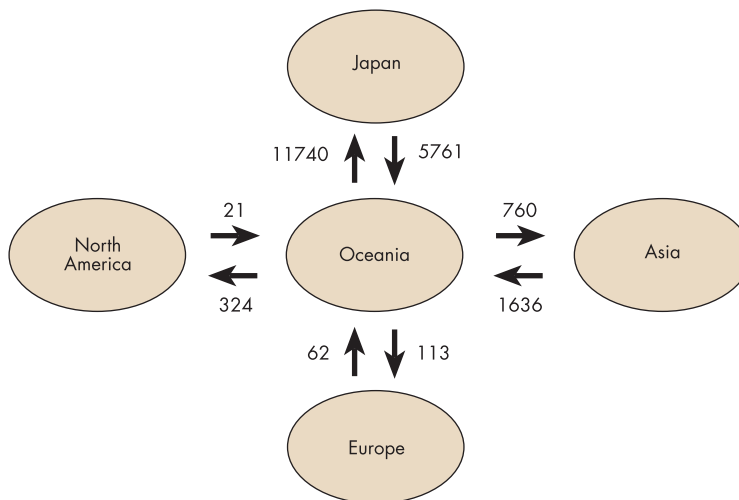 Japan
11740
5761
21
760
North
America
Oceania
Asia
324
1636
62
113
Europe